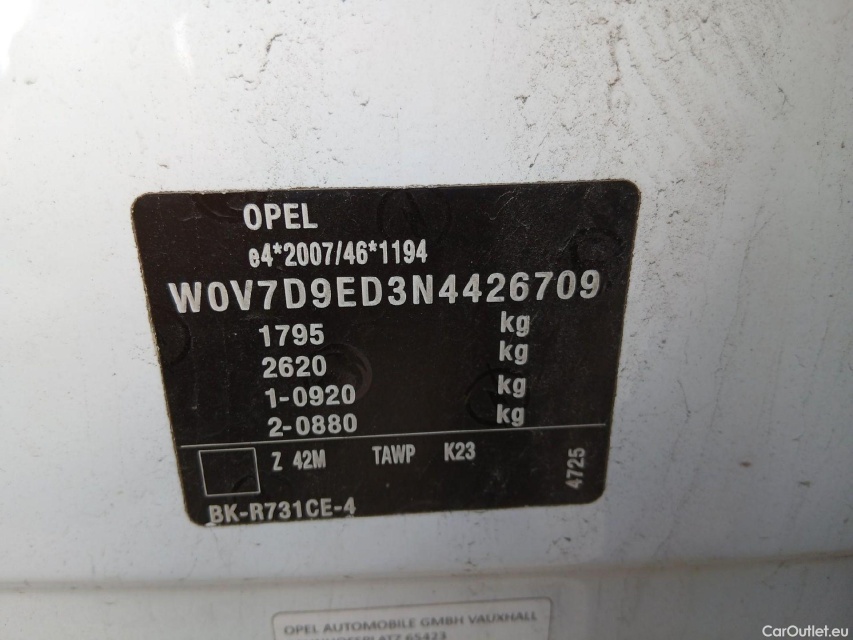 OPEL
e4*2007/46*1194
W0V7D9ED3N4426709
1795 kg
2620 kg
1-0920 kg
2-0880 kg
Z 42M TAWP K23
4725
BK-R731CE-4
OPEL AUTOMOBILE GMBH VAUXHALL
65423
CarOutlet.eu